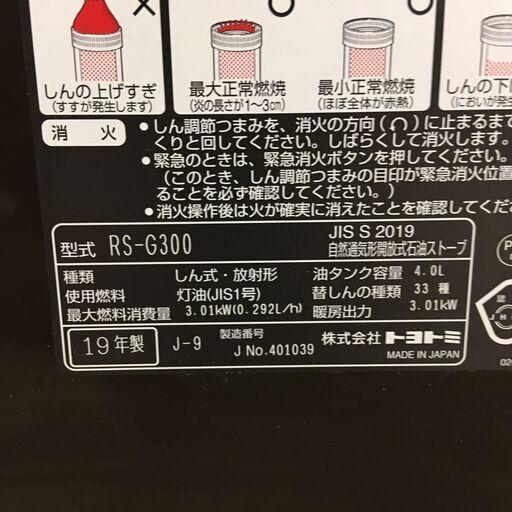 しんの上げすぎ
(すすが発生します)
最大正常燃焼
(炎の長さが1~3cm)
最小正常燃焼
(ほぼ全体が赤熱)
しんの下
(においが発生
消火
●しん調節つまみを、消火の方向( )に止まるまで
くりと回してください。しばらくして消火します。
●緊急のときは、緊急消火ボタンを押してください。
(このとき、しん調節つまみの目印が緊急消火位置
ることを必ず確認してください。)
●消火操作後は火が確実に消えたことを確認してく
型式 RS-G300
JIS S 2019
自然通気形開放式石油ストーブ
種類 しん式・放射形 油タンク容量 4.0L
使用燃料 灯油(JIS1号) 替しんの種類 33 種
最大燃料消費量 3.01kW(0.292L/h) 暖房出力 3.01kW
19年製 J-9 製造番号
J No.401039
株式会社トヨトミ
MADE IN JAPAN